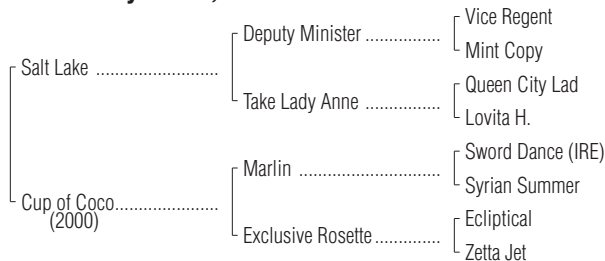 Vice Regent
Deputy Minister ................
Mint Copy
Salt Lake ..........................
Queen City Lad
Take Lady Anne ................
Lovita H.
Sword Dance (IRE)
Marlin ..............................
Syrian Summer
Cup of Coco......................
(2000)
Ecliptical
Exclusive Rosette..............
Zetta Jet